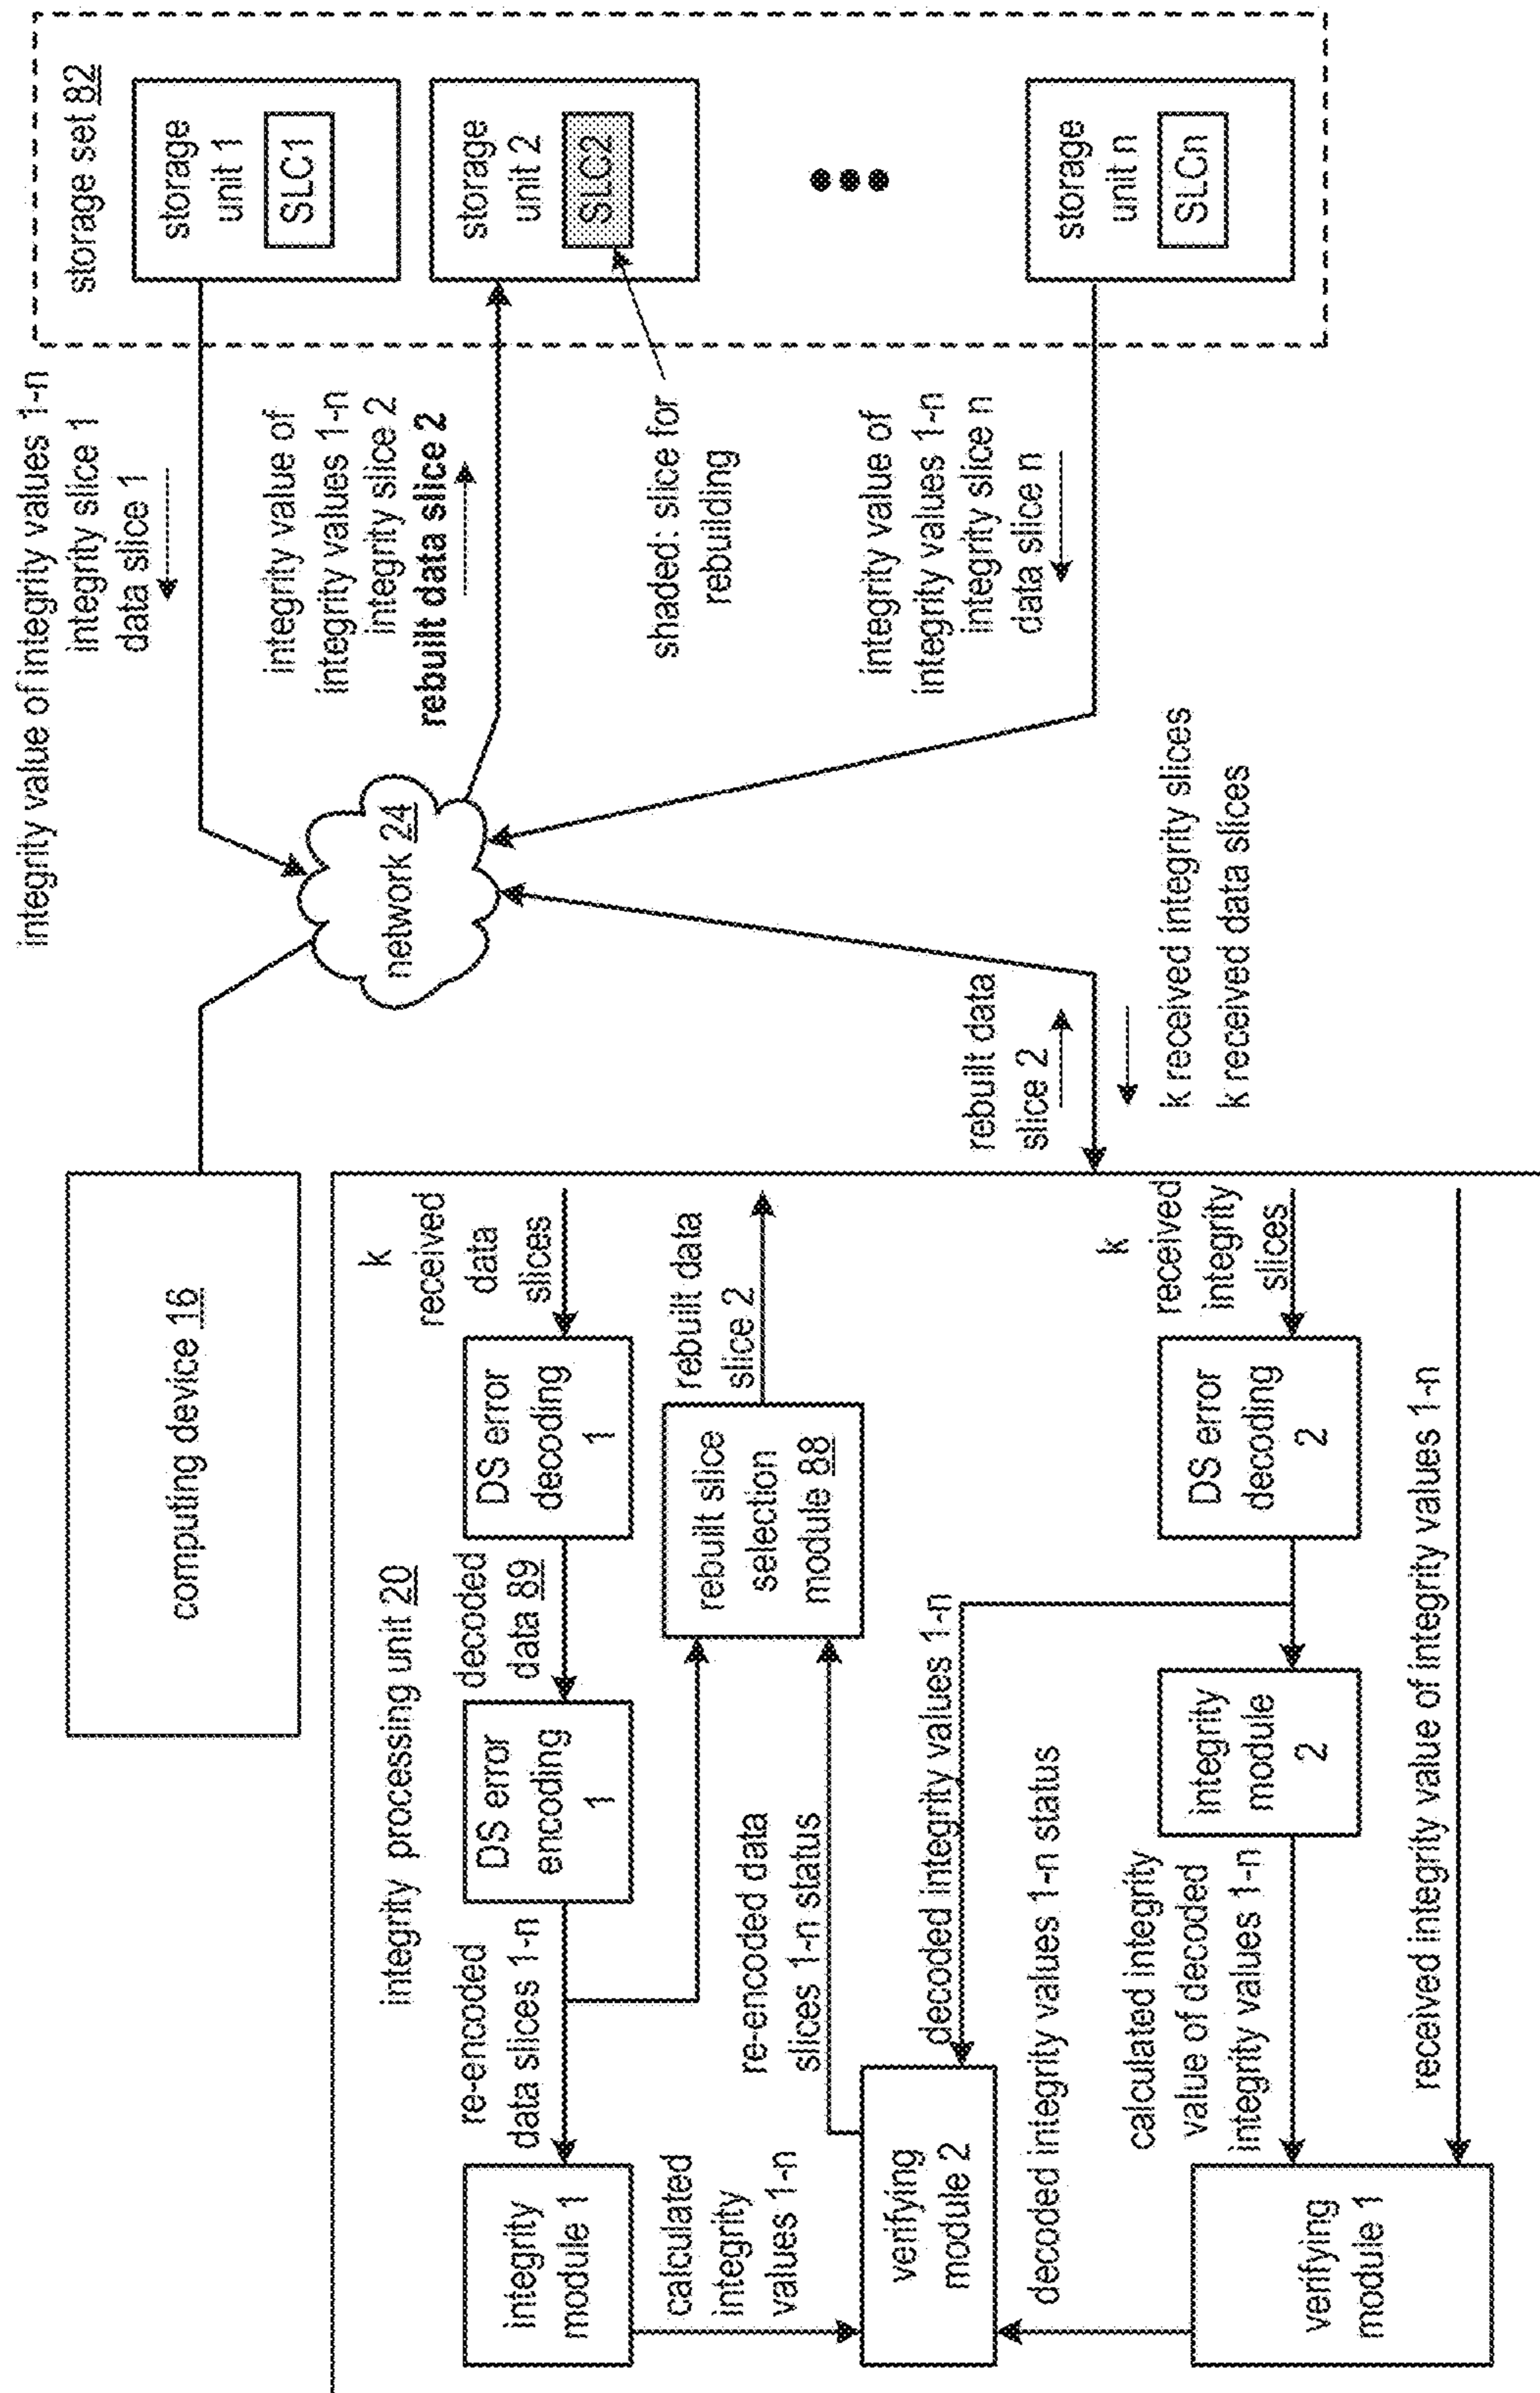 computing device 16
integrity processing unit 20
integrity
module 1
re-encoded
data slices 1-n
DS error
encoding
1
decoded
data 89
DS error
decoding
1
k
received
data
slices
calculated
integrity
values 1-n
re-encoded data
slices 1-n status
rebuilt slice
selection
module 88
rebuilt data
slice 2
verifying
module 2
decoded integrity values 1-n
decoded integrity values 1-n status
verifying
module 1
calculated integrity
value of decoded
integrity values 1-n
integrity
module
2
DS error
decoding
2
k
received
integrity
slices
received integrity value of integrity values 1-n
network 24
rebuilt data
slice 2
k received integrity slices
k received data slices
integrity value of integrity values 1-n
integrity slice 1
data slice 1
integrity value of
integrity values 1-n
integrity slice 2
rebuilt data slice 2
shaded: slice for
rebuilding
integrity value of
integrity values 1-n
integrity slice n
data slice n
storage set 82
storage
unit 1
SLC1
storage
unit 2
SLC2
storage
unit n
SLCn